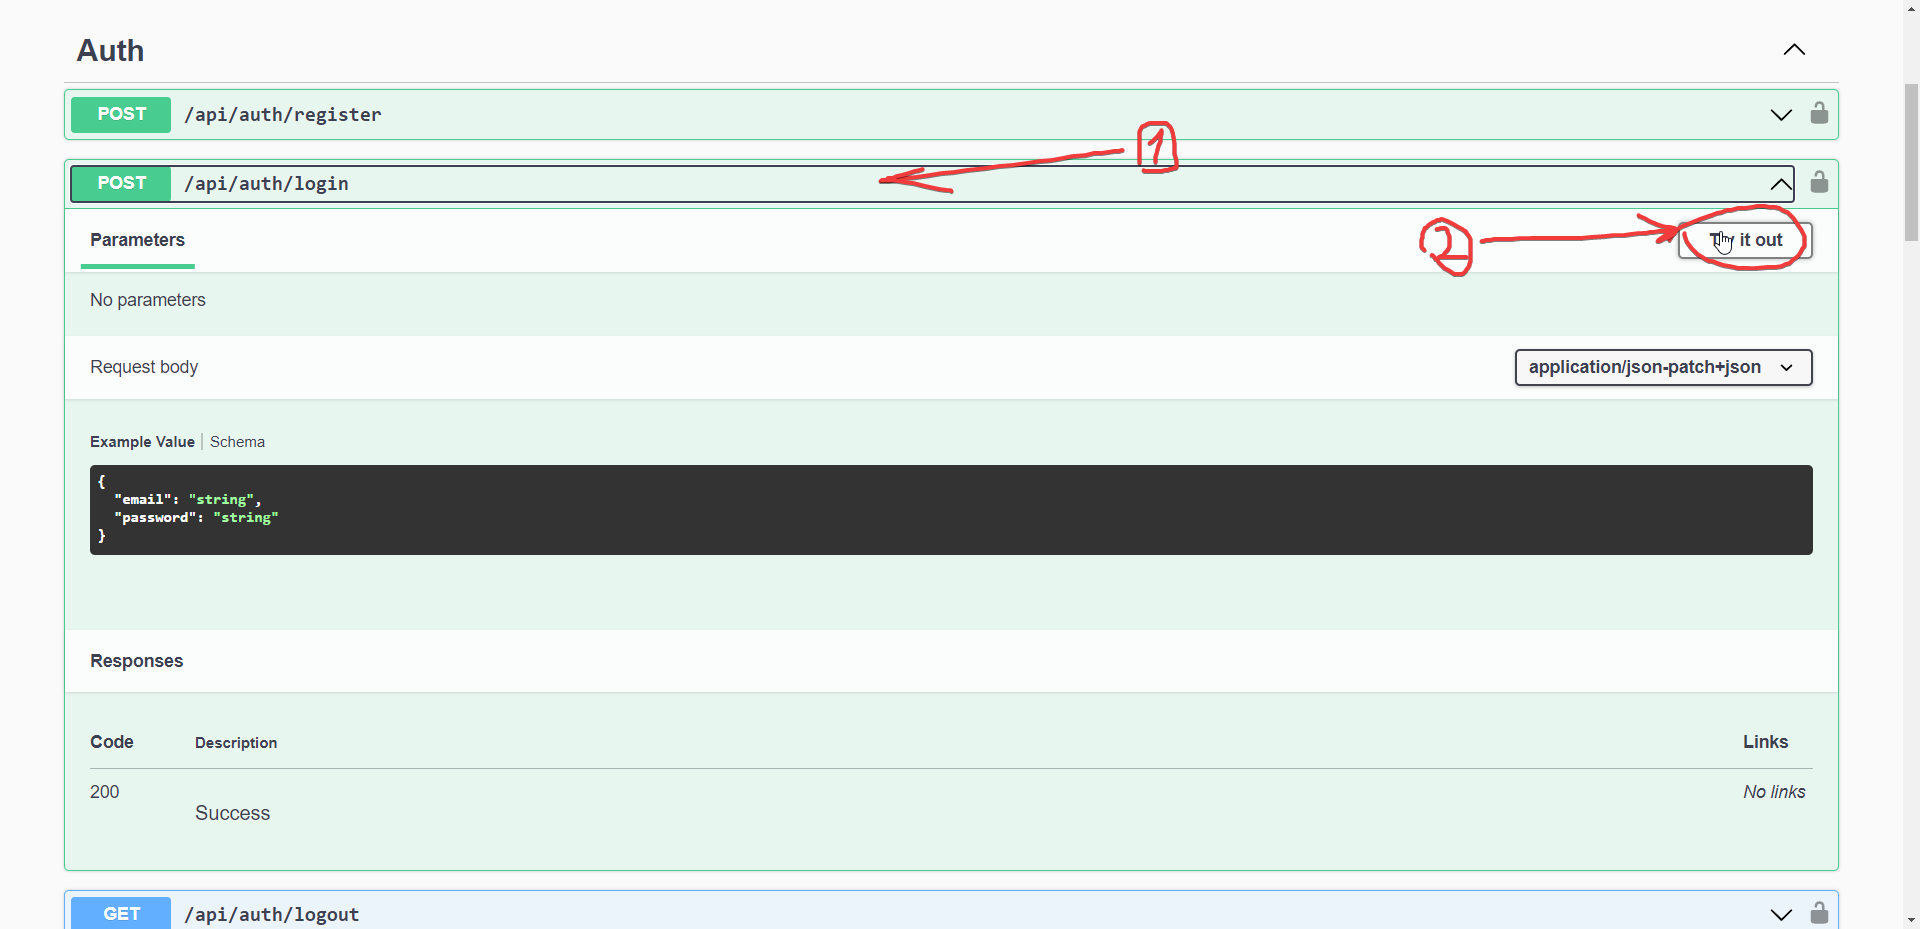 Auth
POST /api/auth/register
1
POST /api/auth/login
Parameters
2
Try it out
No parameters
Request body
application/json-patch+json
Example Value | Schema
{
"email": "string",
"password": "string"
}
Responses
Code Description Links
200 Success No links
GET /api/auth/logout